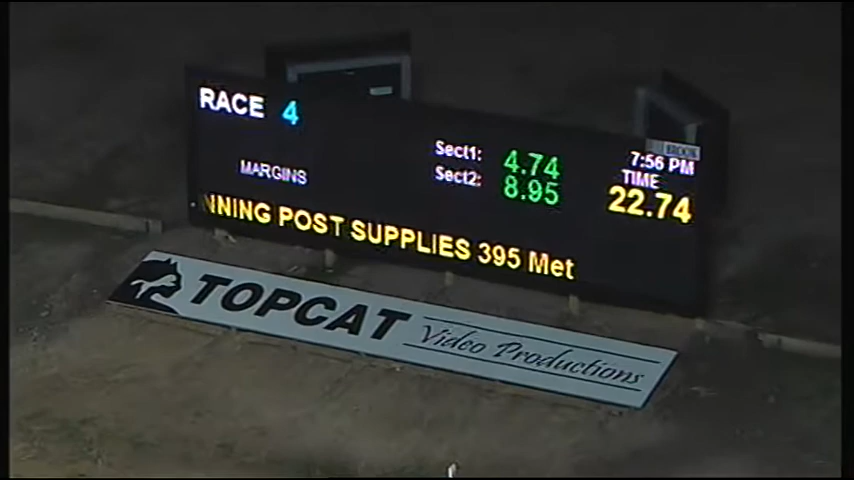 RACE 4
Sect1: 4.74
7:56 PM
MARGINS
Sect2: 8.95
TIME
22.74
NNING POST SUPPLIES 395 Met
TOPCAT Video Productions